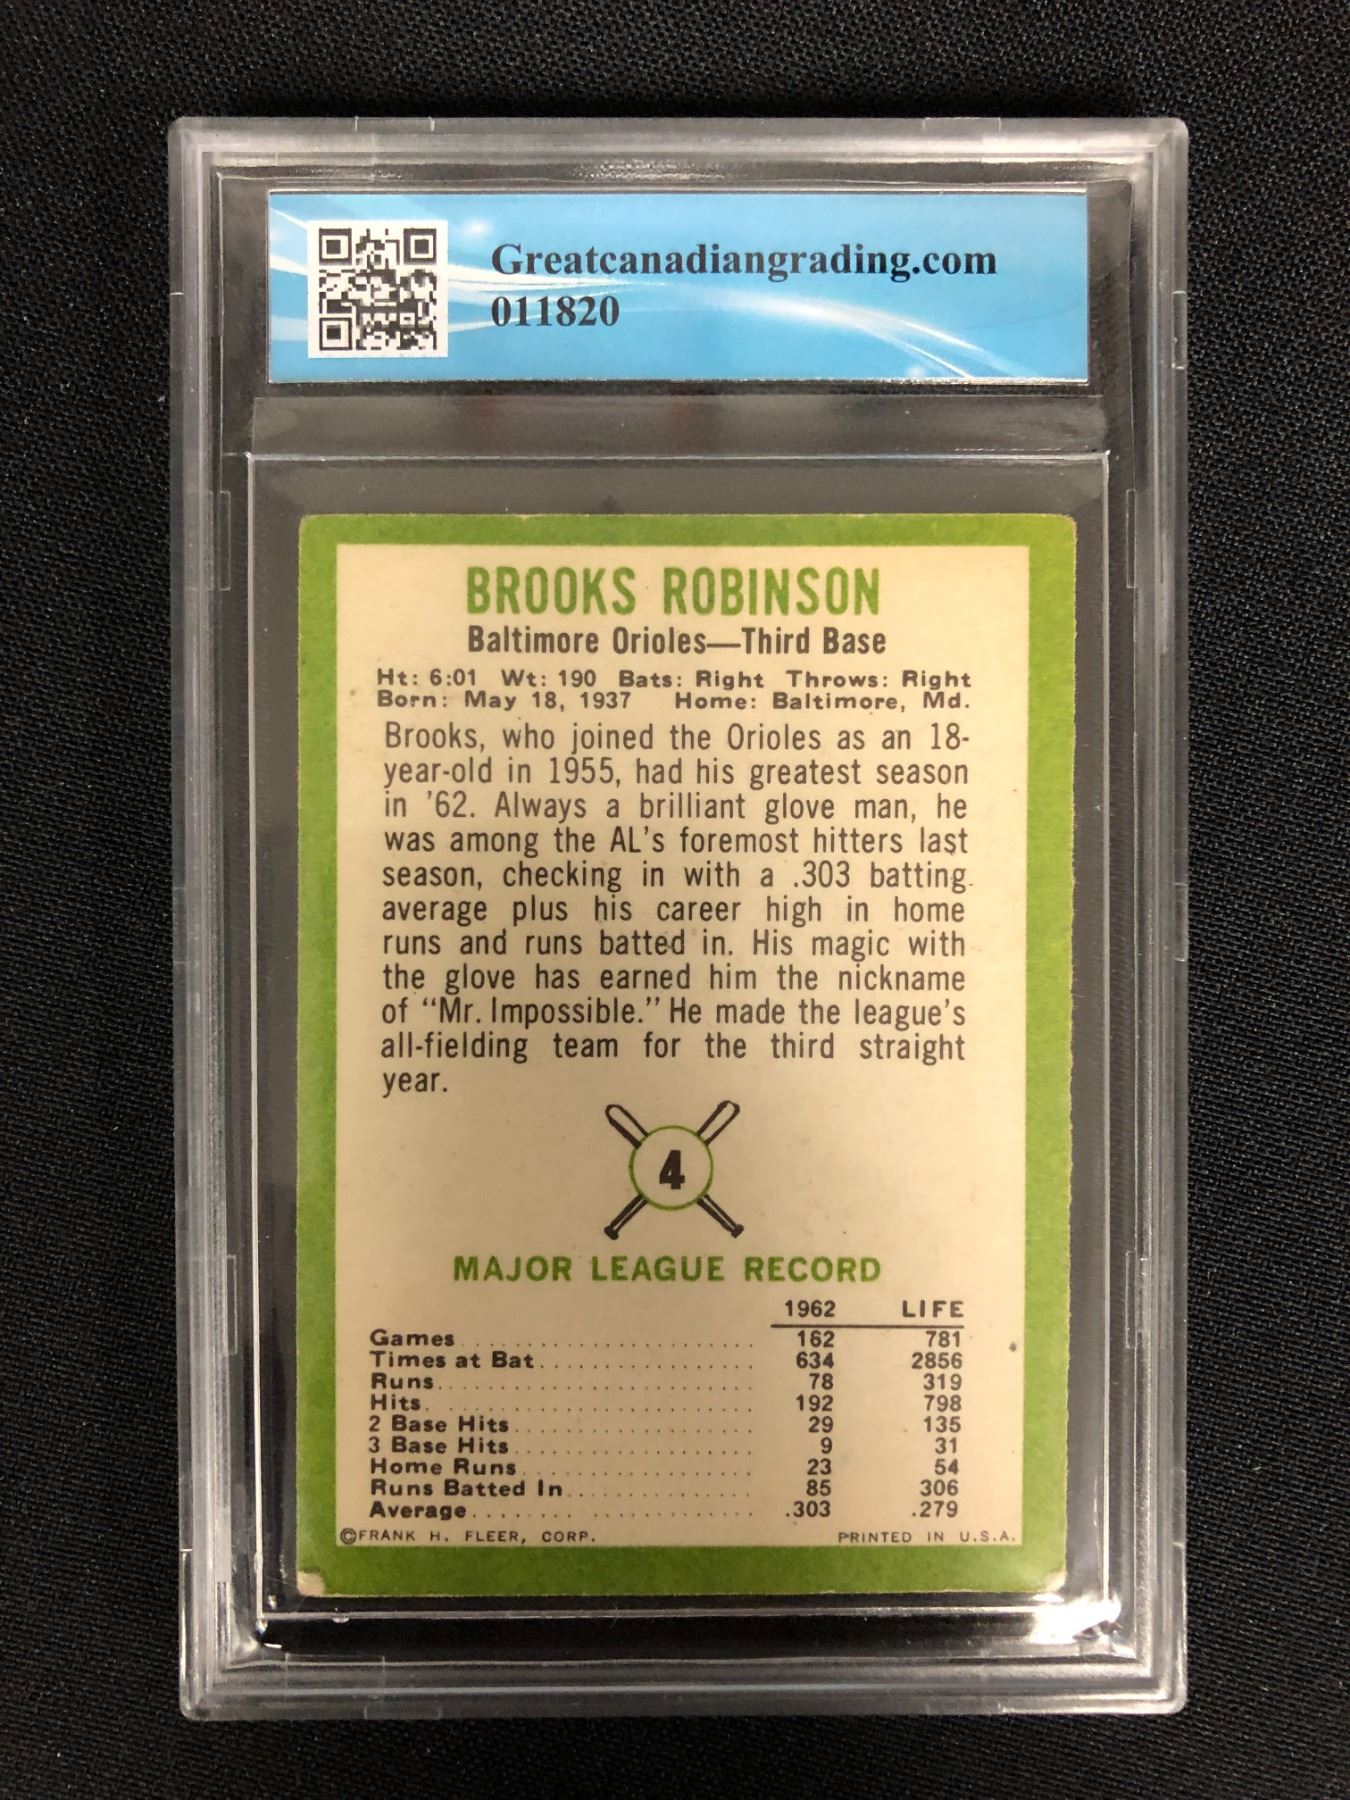 Greatcanadiangrading.com
011820
BROOKS ROBINSON
Baltimore Orioles—Third Base
Ht: 6:01 Wt: 190 Bats: Right Throws: Right
Born: May 18, 1937 Home: Baltimore, Md.
Brooks, who joined the Orioles as an 18-
year-old in 1955, had his greatest season
in '62. Always a brilliant glove man, he
was among the AL's foremost hitters last
season, checking in with a .303 batting
average plus his career high in home
runs and runs batted in. His magic with
the glove has earned him the nickname
of "Mr. Impossible." He made the league's
all-fielding team for the third straight
year.
4
MAJOR LEAGUE RECORD
1962 LIFE
Games 162 781
Times at Bat 634 2856
Runs 78 319
Hits 192 798
2 Base Hits 29 135
3 Base Hits 9 31
Home Runs 23 54
Runs Batted In 85 306
Average .303 .279
©FRANK H. FLEER, CORP. PRINTED IN U.S.A.